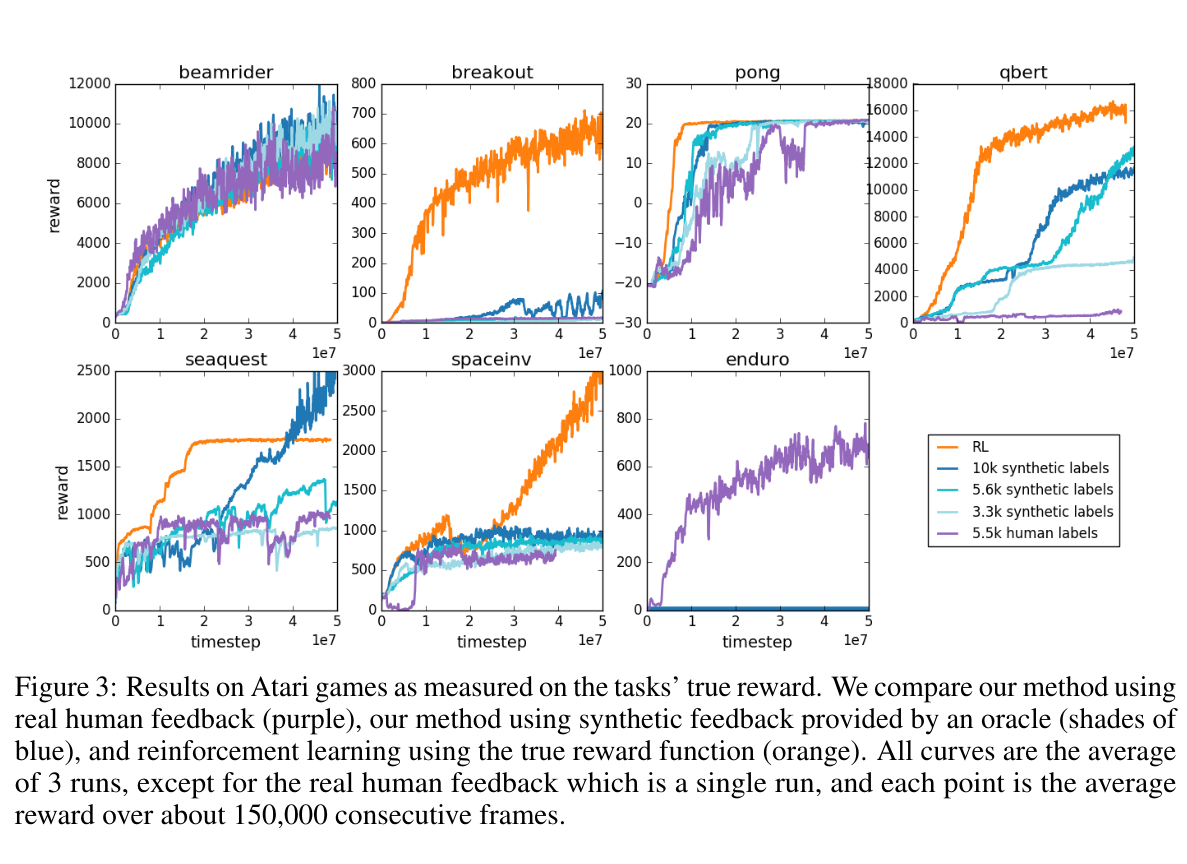 beamrider
breakout
pong
qbert
12000
10000
8000
6000
4000
2000
0
reward
0 1 2 3 4 5
1e7
800
700
600
500
400
300
200
100
0
0 1 2 3 4 5
1e7
30
20
10
0
−10
−20
−30
0 1 2 3 4 5
1e7
18000
16000
14000
12000
10000
8000
6000
4000
2000
0
0 1 2 3 4 5
1e7
seaquest
spaceinv
enduro
2500
2000
1500
1000
500
0
reward
0 1 2 3 4 5
timestep
1e7
3000
2500
2000
1500
1000
500
0
0 1 2 3 4 5
timestep
1e7
1000
800
600
400
200
0
0 1 2 3 4 5
timestep
1e7
RL
10k synthetic labels
5.6k synthetic labels
3.3k synthetic labels
5.5k human labels
Figure 3: Results on Atari games as measured on the tasks’ true reward. We compare our method using
real human feedback (purple), our method using synthetic feedback provided by an oracle (shades of
blue), and reinforcement learning using the true reward function (orange). All curves are the average
of 3 runs, except for the real human feedback which is a single run, and each point is the average
reward over about 150,000 consecutive frames.